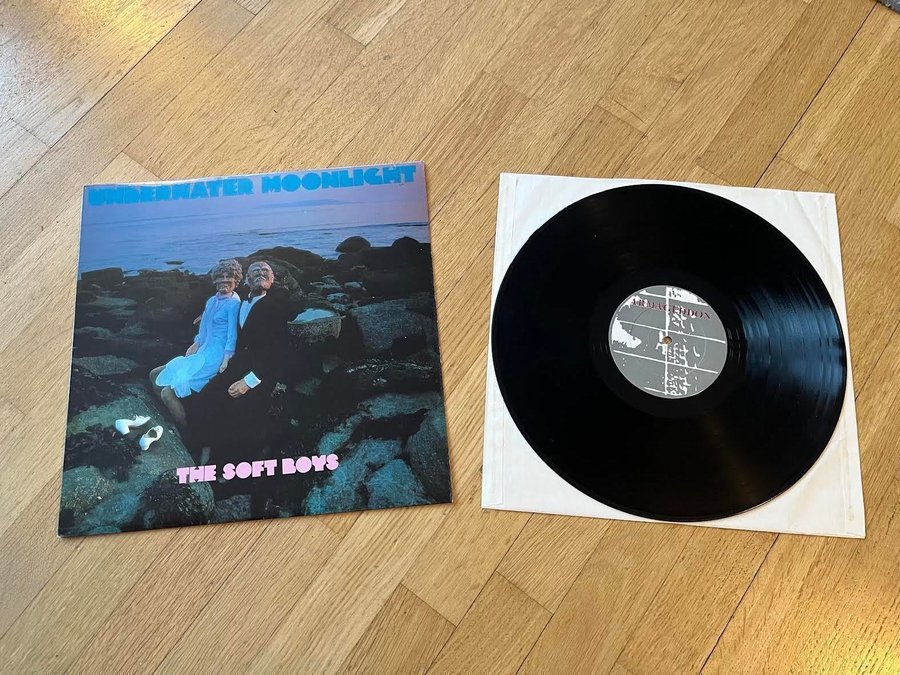 UNDERWATER MOONLIGHT
THE SOFT BOYS
ARMAGEDDON